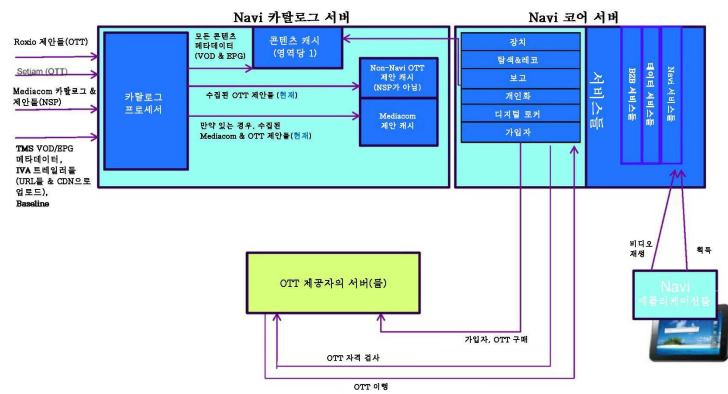 Navi 카탈로그 서버
Navi 코어 서버
Roxio 제안들(OTT)
Setjam (OTT)
Mediacom 카탈로그 &
제안들(NSP)
TMS VOD/EPG
메타데이터,
IVA 트레일러들
(URL들 & CDN으로
업로드),
Baseline
카탈로그
프로세서
모든 콘텐츠
메타데이터
(VOD & EPG)
콘텐츠 캐시
(영역당 1)
수집된 OTT 제안들(현재)
Non-Navi OTT
제안 캐시
(NSP가 아님)
만약 있는 경우, 수집된
Mediacom & OTT 제안들(현재)
Mediacom
제안 캐시
장치
탐색&레코
보고
개인화
디지털 로커
가입자
서비스들
B2B 서비스들
데이터 서비스들
Navi 서비스들
비디오
재생
획득
Navi
애플리케이션들
OTT 제공자의 서버(들)
가입자, OTT 구매
OTT 자격 검사
OTT 이행